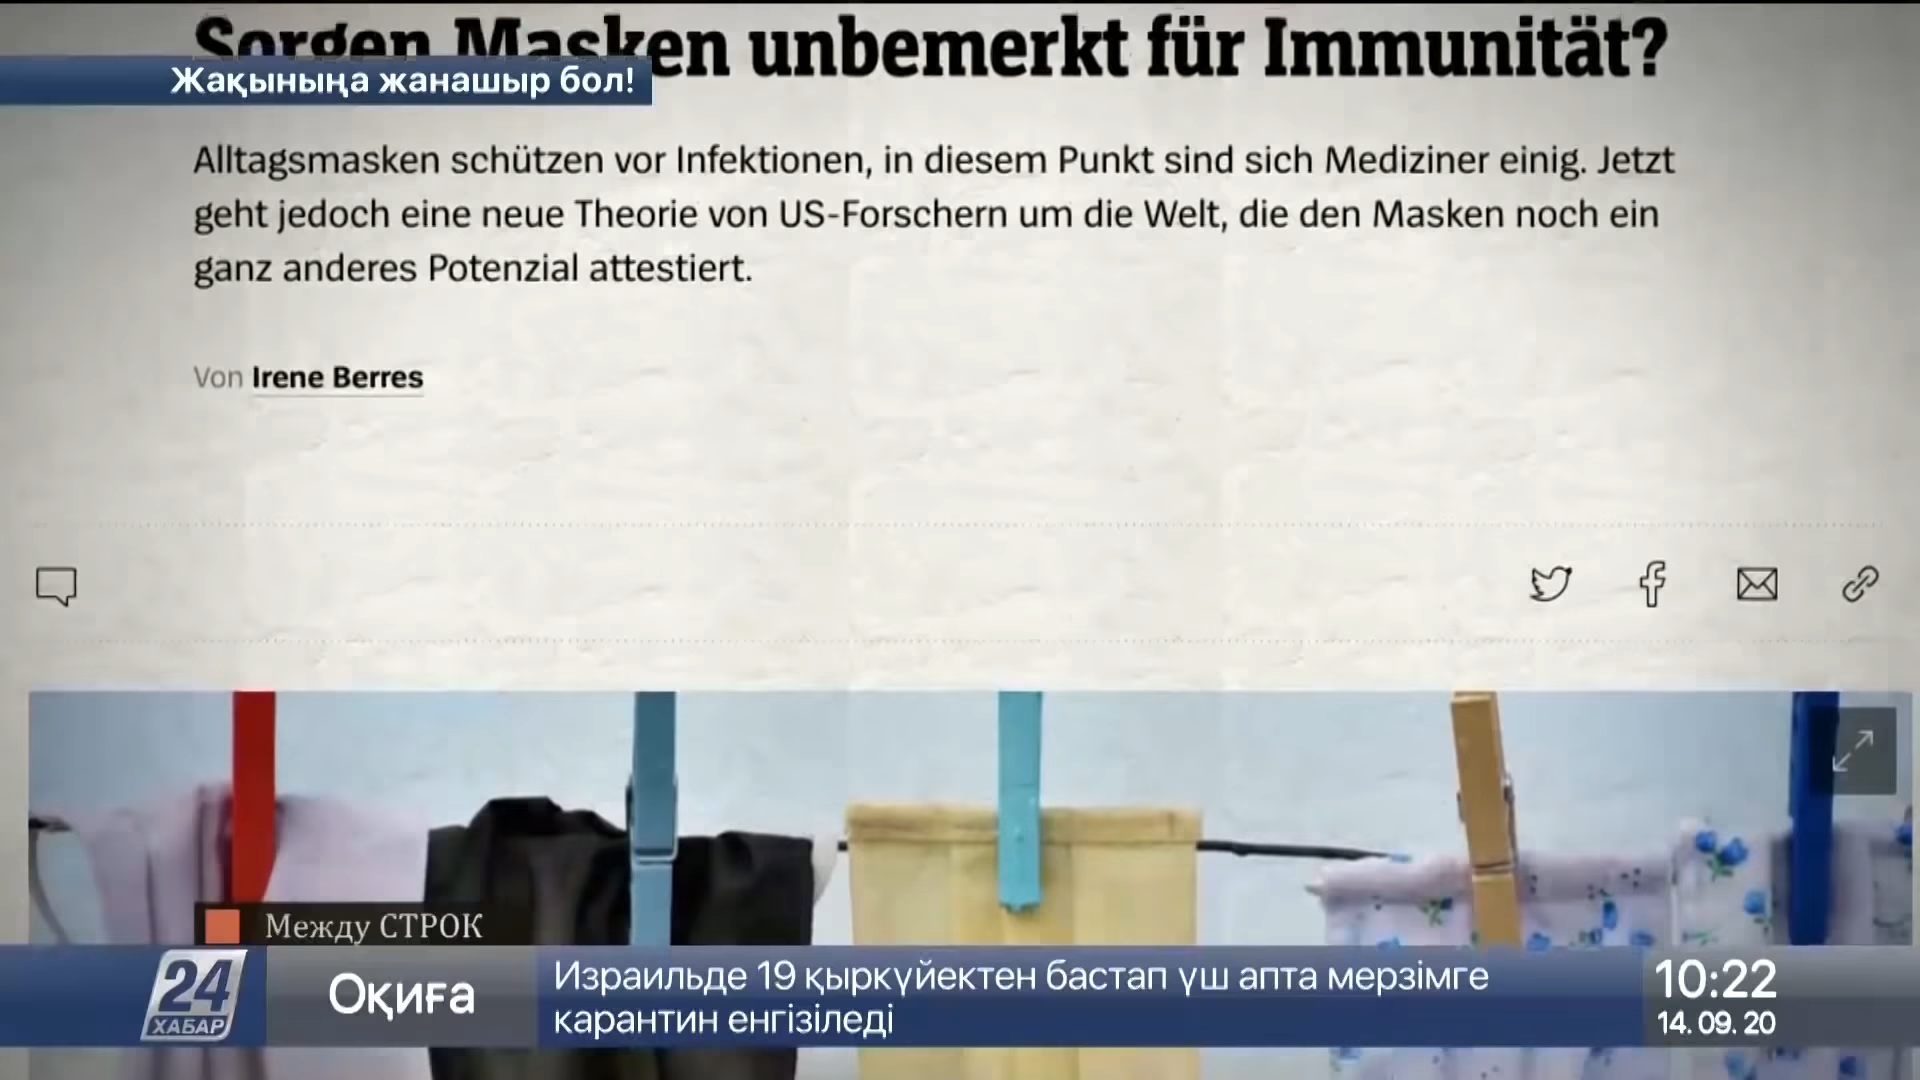 Sorgen Masken unbemerkt für Immunität?
Жақыныңа жанашыр бол!
Alltagsmasken schützen vor Infektionen, in diesem Punkt sind sich Mediziner einig. Jetzt
geht jedoch eine neue Theorie von US-Forschern um die Welt, die den Masken noch ein
ganz anderes Potenzial attestiert.
Von Irene Berres
Между СТРОК
24
ХАБАР
Оқиға
Израильде 19 қыркүйектен бастап үш апта мерзімге
карантин енгізіледі
10:22
14. 09. 20